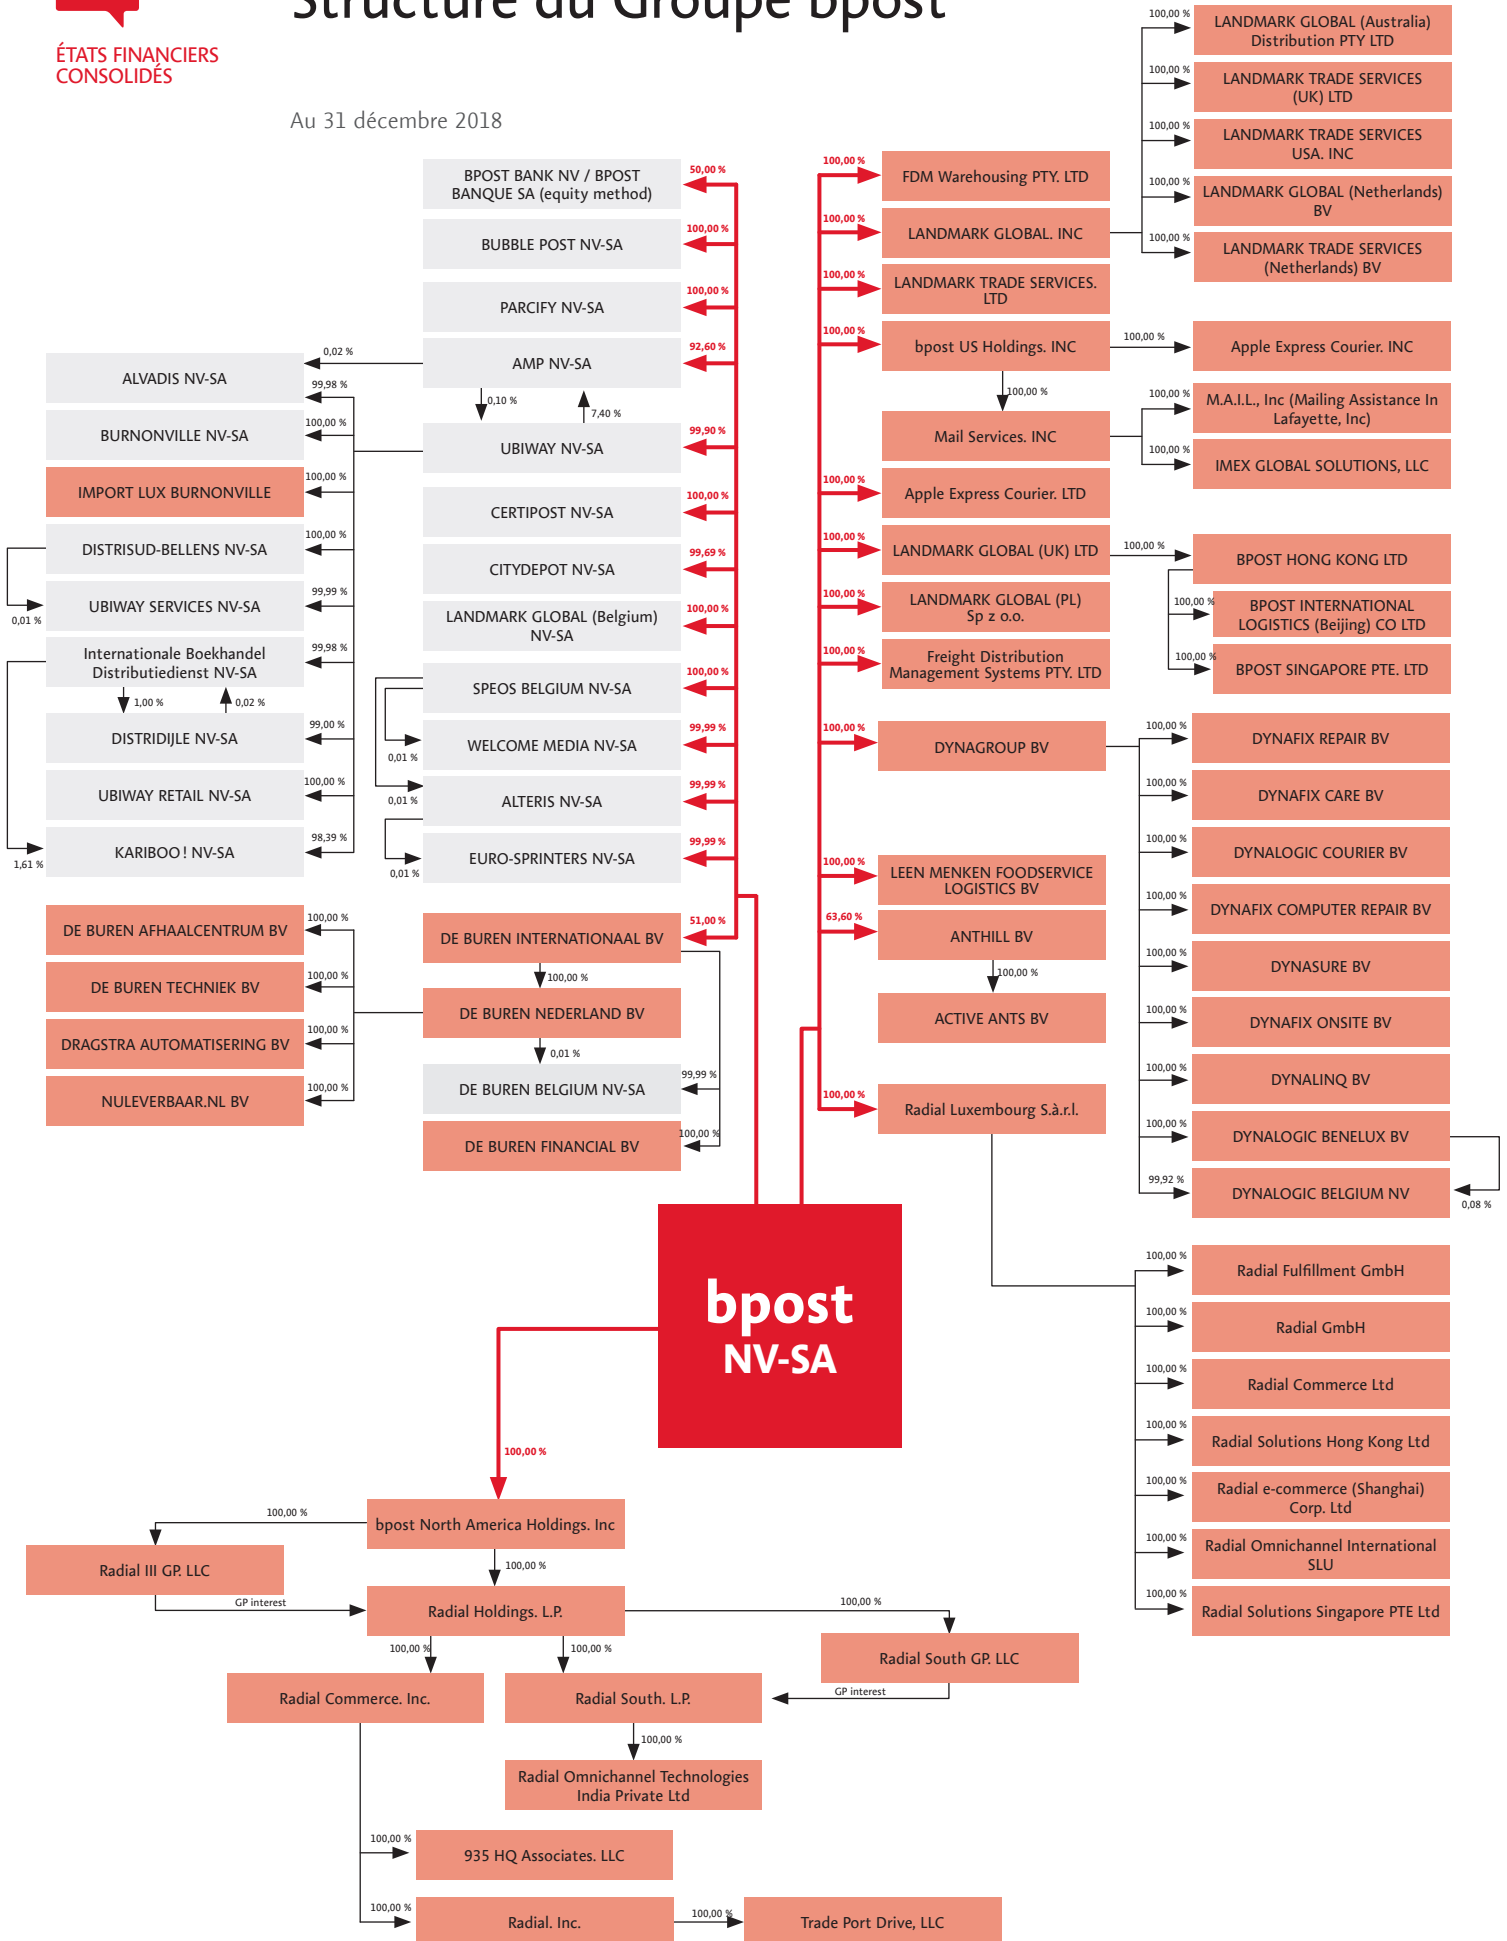 Structure du Groupe bpost
ÉTATS FINANCIERS
CONSOLIDÉS
Au 31 décembre 2018
50,00 %
BPOST BANK NV / BPOST
BANQUE SA (equity method)
100,00 %
BUBBLE POST NV-SA
100,00 %
PARCIFY NV-SA
92,60 %
AMP NV-SA
0,02 %
ALVADIS NV-SA
99,98 %
0,10 %
7,40 %
100,00 %
BURNONVILLE NV-SA
99,90 %
UBIWAY NV-SA
100,00 %
IMPORT LUX BURNONVILLE
100,00 %
CERTIPOST NV-SA
100,00 %
DISTRISUD-BELLENS NV-SA
99,69 %
CITYDEPOT NV-SA
99,99 %
UBIWAY SERVICES NV-SA
0,01 %
100,00 %
LANDMARK GLOBAL (Belgium)
NV-SA
99,98 %
Internationale Boekhandel
Distributiedienst NV-SA
1,00 %
0,02 %
100,00 %
SPEOS BELGIUM NV-SA
99,00 %
DISTRIDIJLE NV-SA
99,99 %
WELCOME MEDIA NV-SA
0,01 %
100,00 %
UBIWAY RETAIL NV-SA
99,99 %
ALTERIS NV-SA
0,01 %
98,39 %
KARIBOO ! NV-SA
1,61 %
99,99 %
EURO-SPRINTERS NV-SA
0,01 %
100,00 %
DE BUREN AFHAALCENTRUM BV
51,00 %
DE BUREN INTERNATIONAAL BV
100,00 %
100,00 %
DE BUREN TECHNIEK BV
DE BUREN NEDERLAND BV
100,00 %
DRAGSTRA AUTOMATISERING BV
0,01 %
99,99 %
DE BUREN BELGIUM NV-SA
100,00 %
NULEVERBAAR.NL BV
100,00 %
DE BUREN FINANCIAL BV
100,00 %
FDM Warehousing PTY. LTD
100,00 %
LANDMARK GLOBAL. INC
100,00 %
LANDMARK TRADE SERVICES.
LTD
100,00 %
bpost US Holdings. INC
100,00 %
Apple Express Courier. INC
100,00 %
Mail Services. INC
100,00 %
M.A.I.L., Inc (Mailing Assistance In
Lafayette, Inc)
100,00 %
IMEX GLOBAL SOLUTIONS, LLC
100,00 %
Apple Express Courier. LTD
100,00 %
LANDMARK GLOBAL (UK) LTD
100,00 %
BPOST HONG KONG LTD
100,00 %
BPOST INTERNATIONAL
LOGISTICS (Beijing) CO LTD
100,00 %
BPOST SINGAPORE PTE. LTD
100,00 %
LANDMARK GLOBAL (PL)
Sp z o.o.
100,00 %
Freight Distribution
Management Systems PTY. LTD
100,00 %
LANDMARK GLOBAL (Australia)
Distribution PTY LTD
100,00 %
LANDMARK TRADE SERVICES
(UK) LTD
100,00 %
LANDMARK TRADE SERVICES
USA. INC
100,00 %
LANDMARK GLOBAL (Netherlands)
BV
100,00 %
LANDMARK TRADE SERVICES
(Netherlands) BV
100,00 %
DYNAGROUP BV
100,00 %
DYNAFIX REPAIR BV
100,00 %
DYNAFIX CARE BV
100,00 %
DYNALOGIC COURIER BV
100,00 %
DYNAFIX COMPUTER REPAIR BV
100,00 %
DYNASURE BV
100,00 %
DYNAFIX ONSITE BV
100,00 %
DYNALINQ BV
100,00 %
DYNALOGIC BENELUX BV
99,92 %
DYNALOGIC BELGIUM NV
0,08 %
100,00 %
LEEN MENKEN FOODSERVICE
LOGISTICS BV
63,60 %
ANTHILL BV
100,00 %
ACTIVE ANTS BV
100,00 %
Radial Luxembourg S.à.r.l.
100,00 %
Radial Fulfillment GmbH
100,00 %
Radial GmbH
100,00 %
Radial Commerce Ltd
100,00 %
Radial Solutions Hong Kong Ltd
100,00 %
Radial e-commerce (Shanghai)
Corp. Ltd
100,00 %
Radial Omnichannel International
SLU
100,00 %
Radial Solutions Singapore PTE Ltd
bpost
NV-SA
100,00 %
bpost North America Holdings. Inc
100,00 %
Radial III GP. LLC
100,00 %
GP interest
Radial Holdings. L.P.
100,00 %
Radial South GP. LLC
100,00 %
100,00 %
GP interest
Radial Commerce. Inc.
Radial South. L.P.
100,00 %
Radial Omnichannel Technologies
India Private Ltd
100,00 %
935 HQ Associates. LLC
100,00 %
Radial. Inc.
100,00 %
Trade Port Drive, LLC